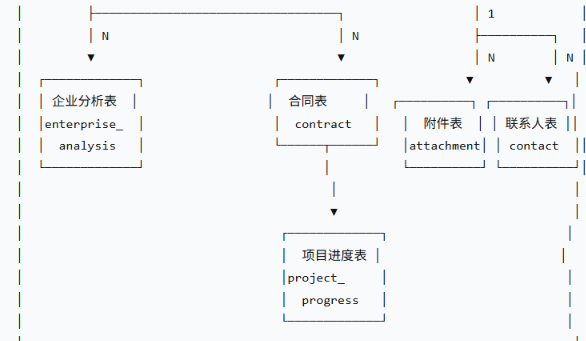 1
N N
N N
企业分析表 合同表 附件表 联系人表
enterprise_ contract attachment contact
analysis
项目进度表
project_
progress